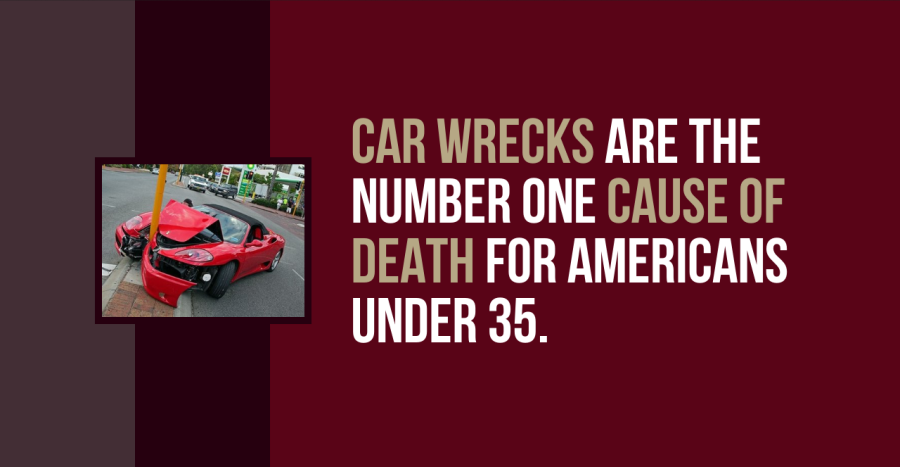 CAR WRECKS ARE THE
NUMBER ONE CAUSE OF
DEATH FOR AMERICANS
UNDER 35.